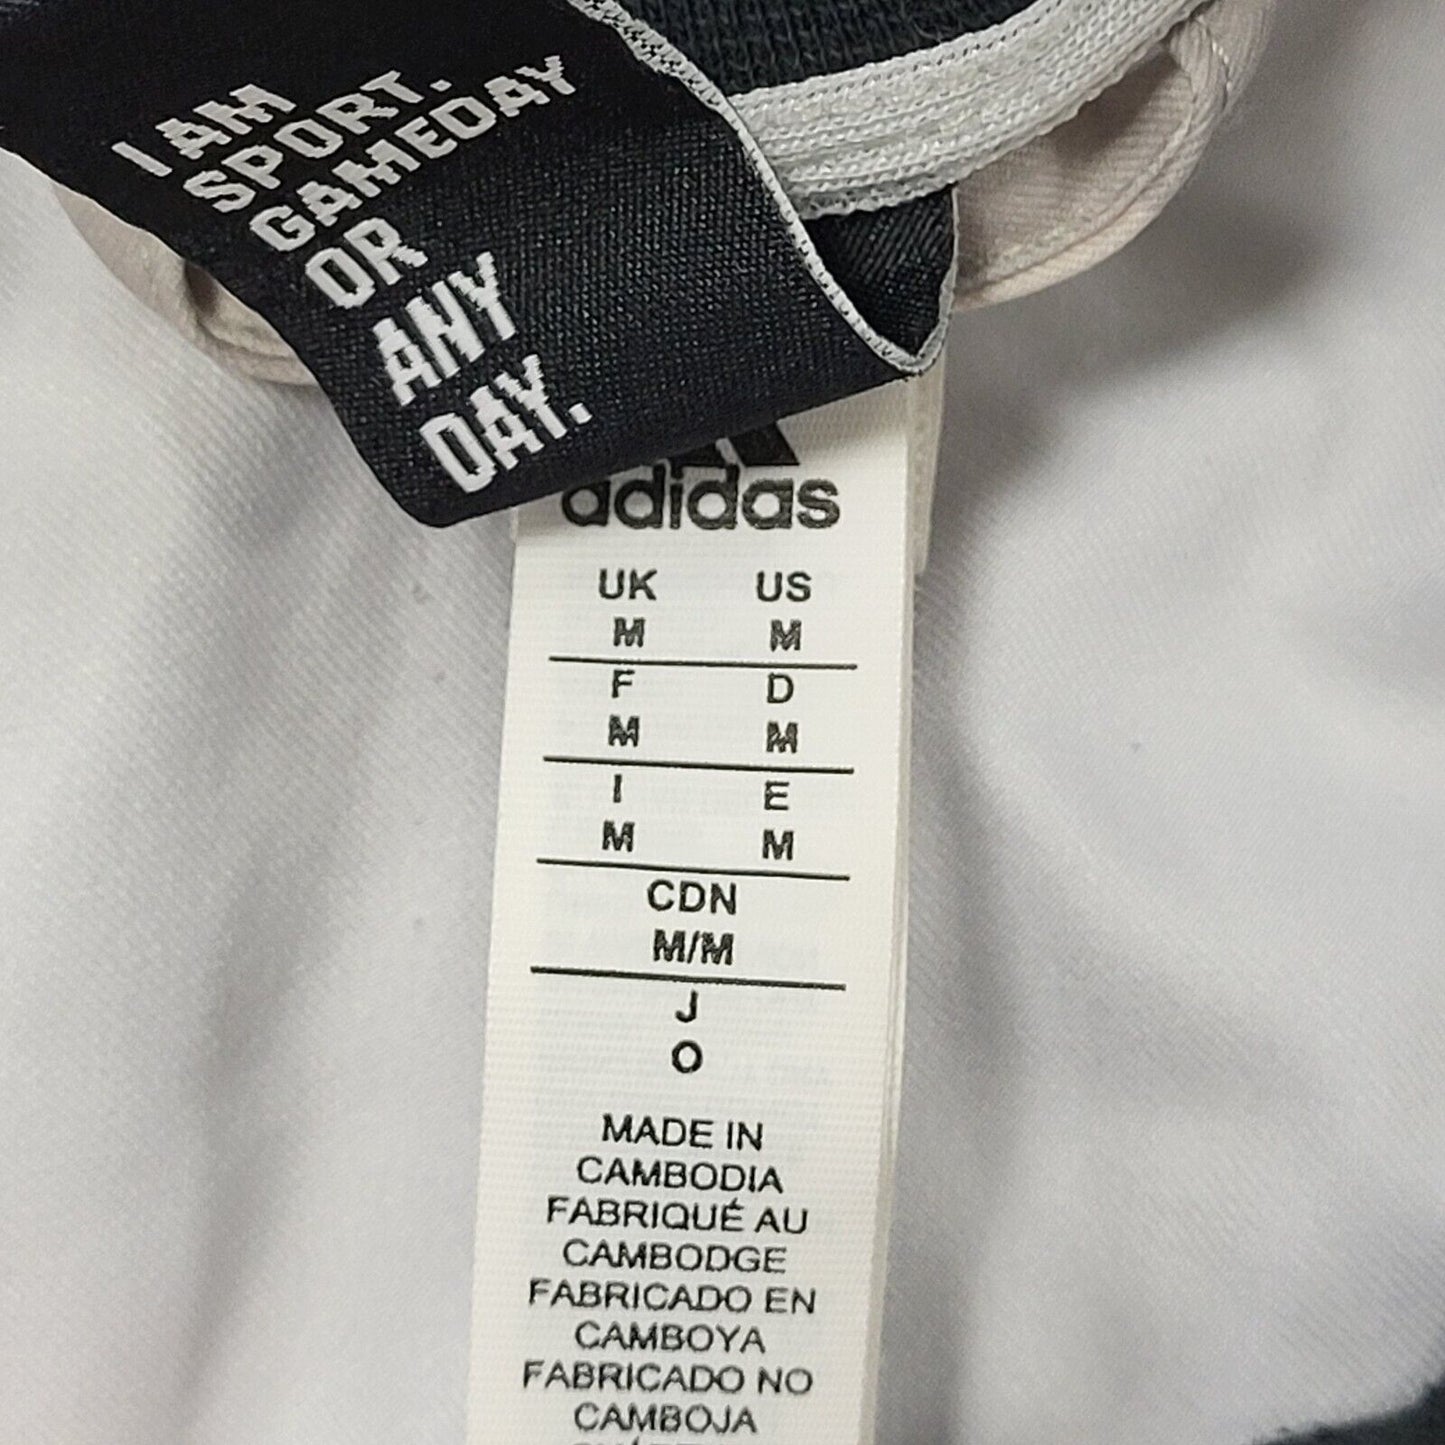 I AM
SPORT.
GAMEDAY
OR
ANY
DAY.
adidas
UK US
M M
F D
M M
I E
M M
CDN
M/M
J
O
MADE IN
CAMBODIA
FABRIQUÉ AU
CAMBODGE
FABRICADO EN
CAMBOYA
FABRICADO NO
CAMBOJA